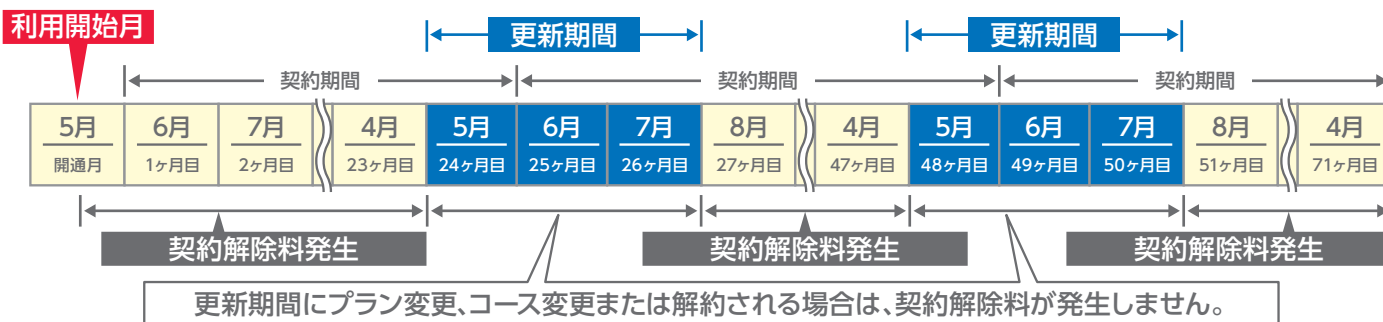 利用開始月
更新期間
更新期間
契約期間
契約期間
契約期間
5月 6月 7月 4月 5月 6月 7月 8月 4月 5月 6月 7月 8月 4月
開通月 1ヶ月目 2ヶ月目 23ヶ月目 24ヶ月目 25ヶ月目 26ヶ月目 27ヶ月目 47ヶ月目 48ヶ月目 49ヶ月目 50ヶ月目 51ヶ月目 71ヶ月目
契約解除料発生
契約解除料発生
契約解除料発生
更新期間にプラン変更、コース変更または解約される場合は、契約解除料が発生しません。